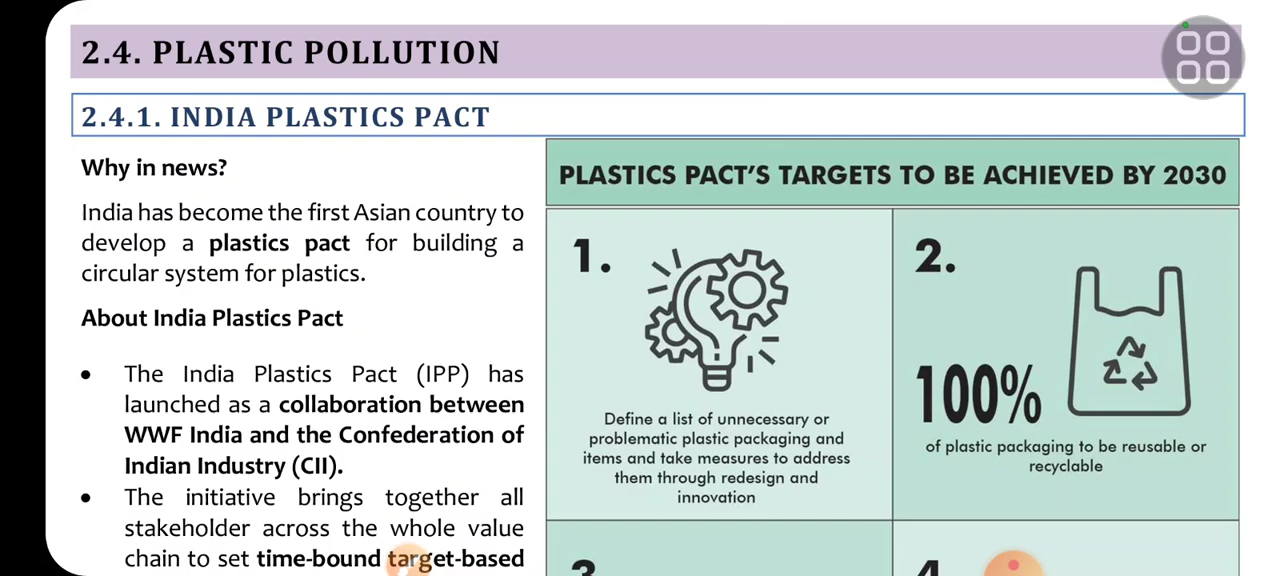 2.4. PLASTIC POLLUTION
2.4.1. INDIA PLASTICS PACT
Why in news?
India has become the first Asian country to
develop a plastics pact for building a
circular system for plastics.
About India Plastics Pact
• The India Plastics Pact (IPP) has
launched as a collaboration between
WWF India and the Confederation of
Indian Industry (CII).
• The initiative brings together all
stakeholder across the whole value
chain to set time-bound target-based
PLASTICS PACT'S TARGETS TO BE ACHIEVED BY 2030
1.
Define a list of unnecessary or
problematic plastic packaging and
items and take measures to address
them through redesign and
innovation
2.
100%
of plastic packaging to be reusable or
recyclable
3
4